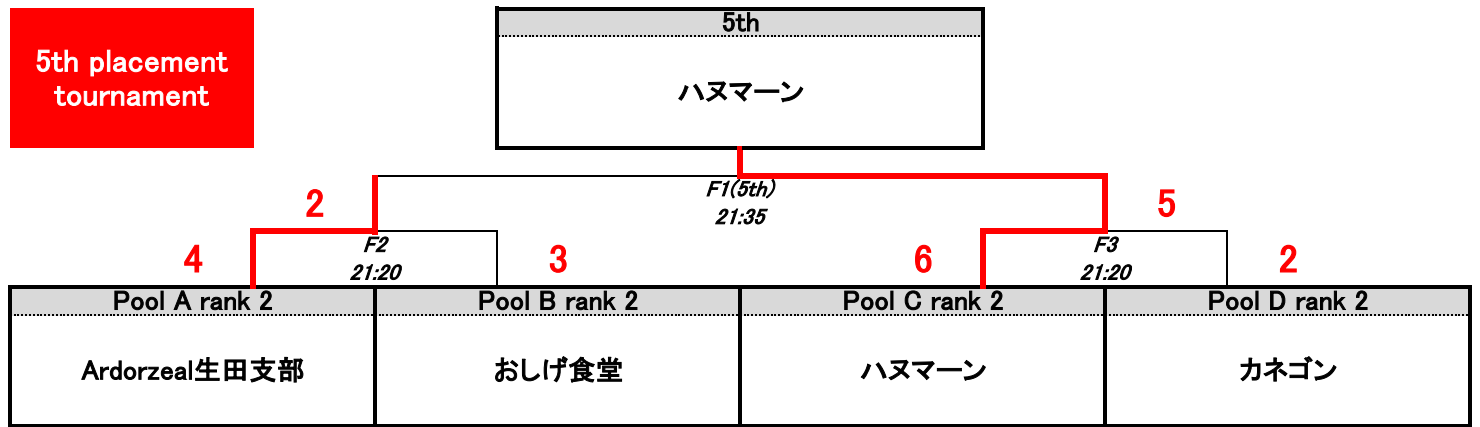 5th placement
tournament
5th
ハヌマーン
F1(5th)
21:35
2
5
F2
21:20
F3
21:20
4
3
6
2
Pool A rank 2
Pool B rank 2
Pool C rank 2
Pool D rank 2
Ardorzeal生田支部
おしげ食堂
ハヌマーン
カネゴン